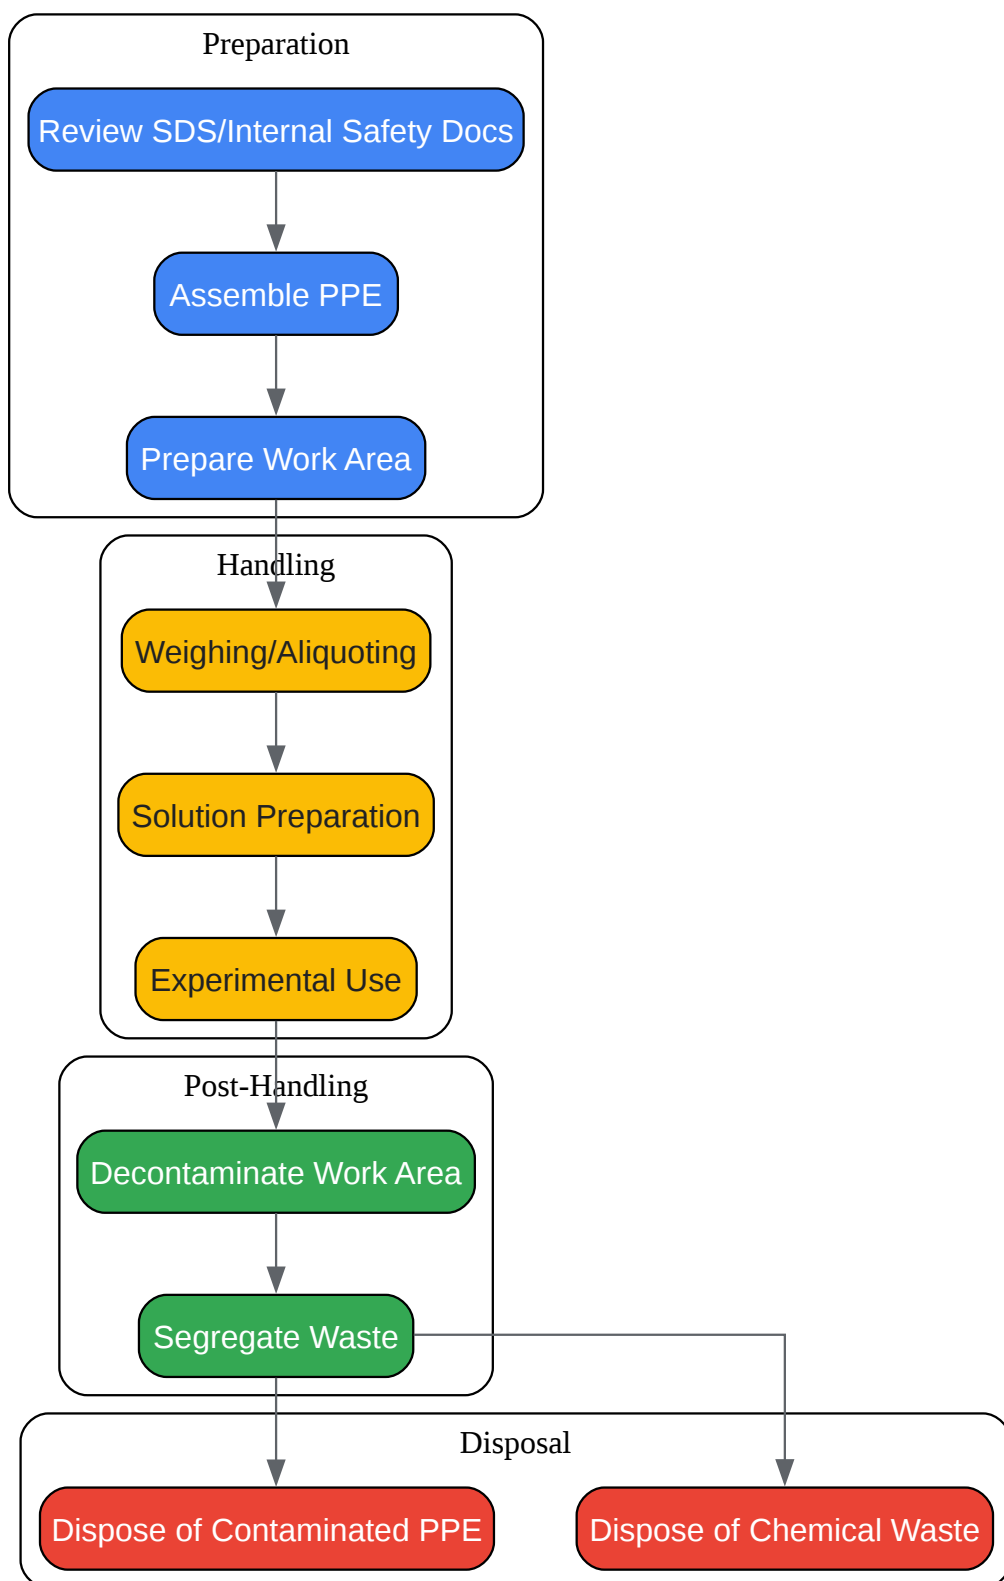 Preparation
Review SDS/Internal Safety Docs
Assemble PPE
Prepare Work Area
Handling
Weighing/Aliquoting
Solution Preparation
Experimental Use
Post-Handling
Decontaminate Work Area
Segregate Waste
Disposal
Dispose of Contaminated PPE
Dispose of Chemical Waste